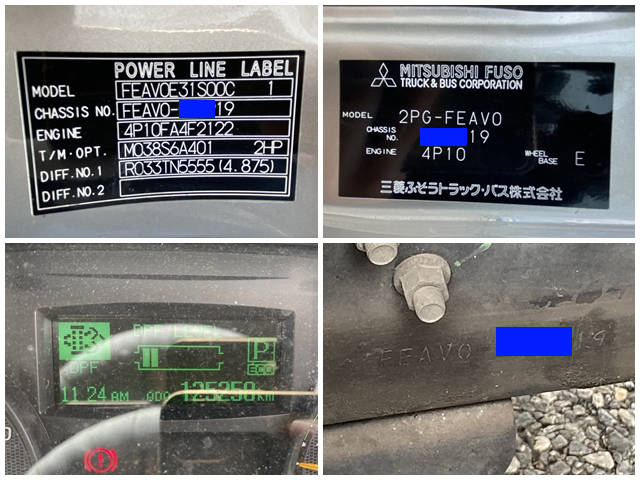 POWER LINE LABEL
MODEL FEAV0E31S00C 1
CHASSIS NO. FEAV0- 19
ENGINE 4P10FA4F2122
T/M·OPT. M038S6A401 2HP
DIFF.NO.1 R033TN5555(4.875)
DIFF.NO.2
MITSUBISHI FUSO
TRUCK & BUS CORPORATION
MODEL 2PG-FEAV0
CHASSIS NO. 19
ENGINE 4P10 WHEEL BASE E
三菱ふそうトラック・バス株式会社
DPF LEVEL
DPF
P
ECO
11:24 AM ODO 125250 km
FEAV0 19